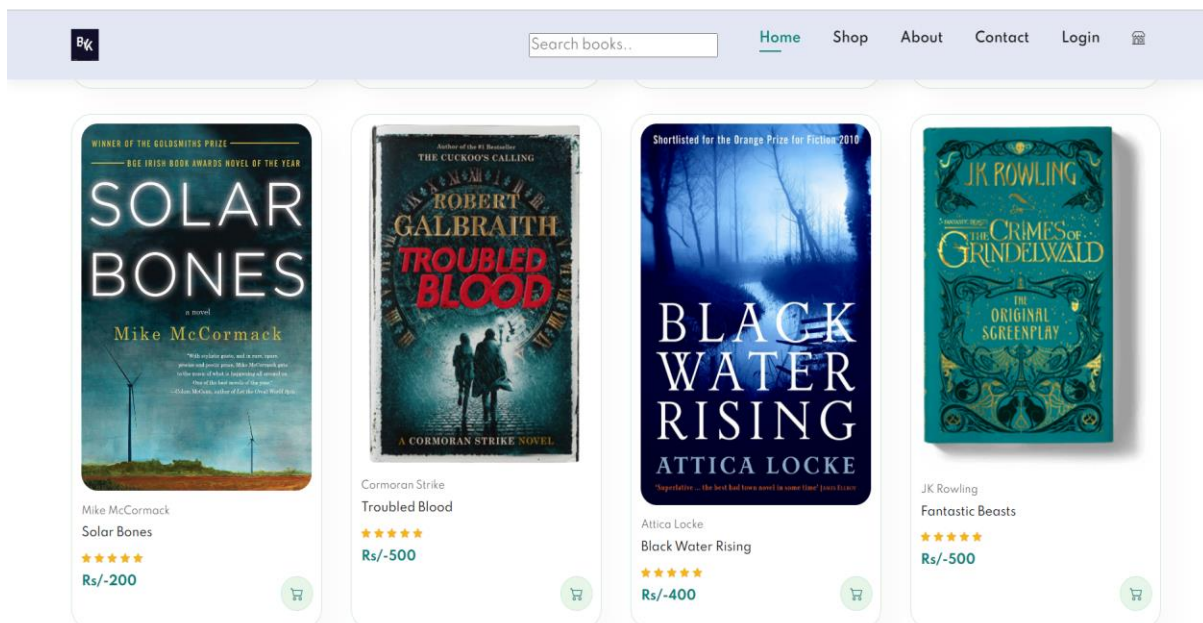 BK
Search books..
Home Shop About Contact Login
WINNER OF THE GOLDSMITHS PRIZE
BGE IRISH BOOK AWARDS NOVEL OF THE YEAR
SOLAR
BONES
a novel
Mike McCormack
Mike McCormack
Solar Bones
Rs/-200
Author of the #1 Bestseller
THE CUCKOO'S CALLING
ROBERT
GALBRAITH
TROUBLED
BLOOD
A CORMORAN STRIKE NOVEL
Cormoran Strike
Troubled Blood
Rs/-500
Shortlisted for the Orange Prize for Fiction 2010
BLACK
WATER
RISING
ATTICA LOCKE
Attica Locke
Black Water Rising
Rs/-400
JK ROWLING
THE CRIMES OF
GRINDELWALD
THE
ORIGINAL
SCREENPLAY
JK Rowling
Fantastic Beasts
Rs/-500